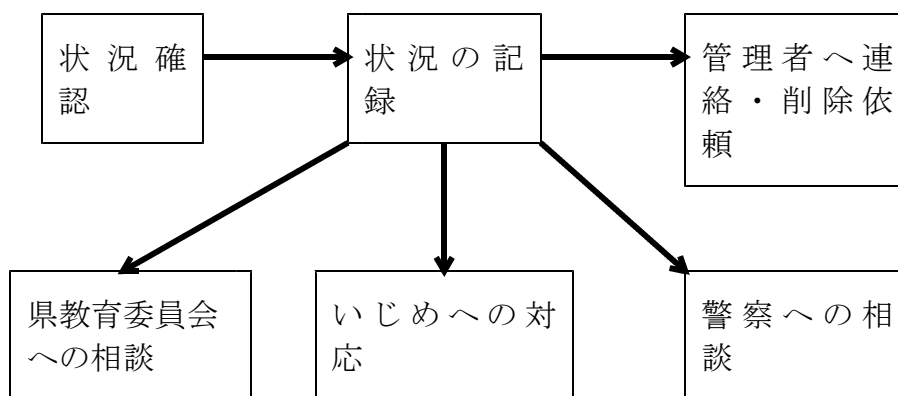 状況確
認
状況の記
録
管理者へ連
絡・削除依
頼
県教育委員会
への相談
いじめへの対
応
警察への相
談